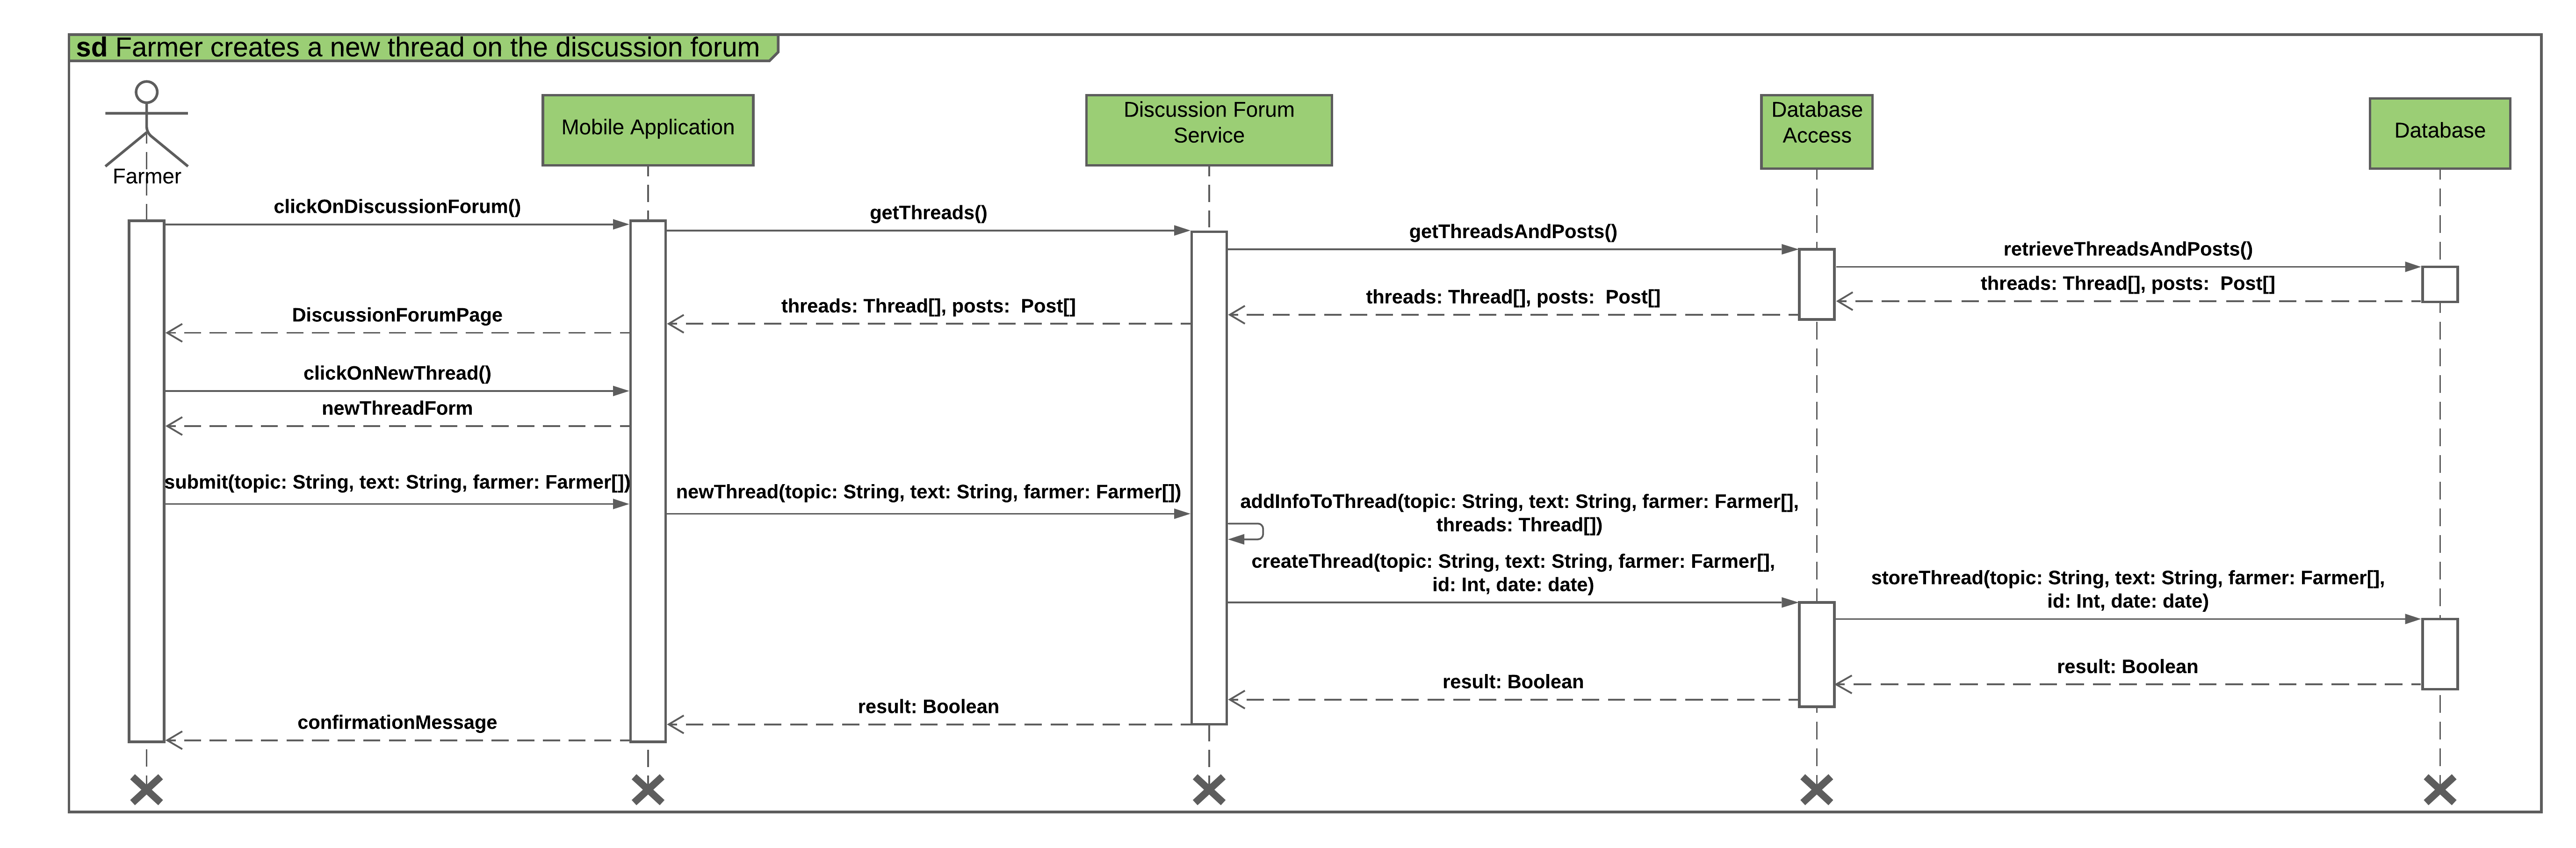 sd Farmer creates a new thread on the discussion forum
Mobile Application
Discussion Forum
Service
Database
Access
Database
Farmer
clickOnDiscussionForum()
getThreads()
getThreadsAndPosts()
retrieveThreadsAndPosts()
threads: Thread[], posts:  Post[]
threads: Thread[], posts:  Post[]
threads: Thread[], posts:  Post[]
DiscussionForumPage
clickOnNewThread()
newThreadForm
submit(topic: String, text: String, farmer: Farmer[])
newThread(topic: String, text: String, farmer: Farmer[])
addInfoToThread(topic: String, text: String, farmer: Farmer[],
threads: Thread[])
createThread(topic: String, text: String, farmer: Farmer[],
id: Int, date: date)
storeThread(topic: String, text: String, farmer: Farmer[],
id: Int, date: date)
result: Boolean
result: Boolean
result: Boolean
confirmationMessage